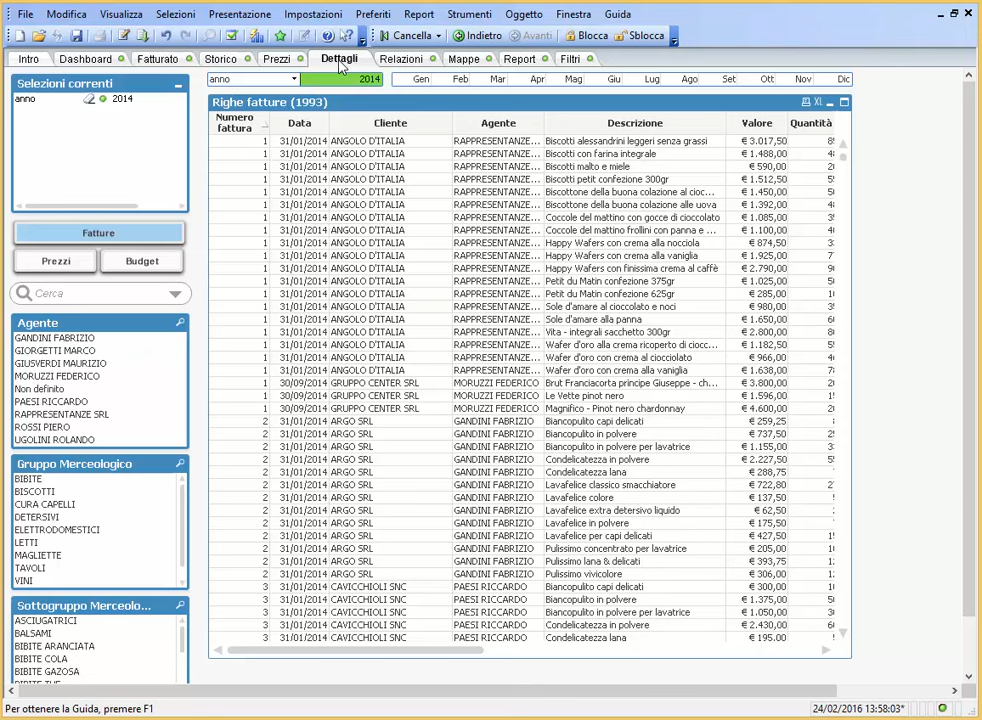 File Modifica Visualizza Selezioni Presentazione Impostazioni Preferiti Report Strumenti Oggetto Finestra Guida
Cancella Indietro Avanti Blocca Sblocca
Intro Dashboard Fatturato Storico Prezzi Dettagli Relazioni Mappe Report Filtri
Selezioni correnti
anno 2014
anno 2014 Gen Feb Mar Apr Mag Giu Lug Ago Set Ott Nov Dic
Fatture
Prezzi Budget
Cerca
Agente
GANDINI FABRIZIO
GIORGETTI MARCO
GIUSVERDI MAURIZIO
MORUZZI FEDERICO
Non definito
PAESI RICCARDO
RAPPRESENTANZE SRL
ROSSI PIERO
UGOLINI ROLANDO
Gruppo Merceologico
BIBITE
BISCOTTI
CURA CAPELLI
DETERSIVI
ELETTRODOMESTICI
LETTI
MAGLIETTE
TAVOLI
VINI
Sottogruppo Merceolo...
ASCIUGATRICI
BALSAMI
BIBITE ARANCIATA
BIBITE COLA
BIBITE GAZOSA
Righe fatture (1993) XL
Numero fattura Data Cliente Agente Descrizione Valore Quantità
1 31/01/2014 ANGOLO D'ITALIA RAPPRESENTANZE... Biscotti alessandrini leggeri senza grassi € 3.017,50
1 31/01/2014 ANGOLO D'ITALIA RAPPRESENTANZE... Biscotti con farina integrale € 1.488,00
1 31/01/2014 ANGOLO D'ITALIA RAPPRESENTANZE... Biscotti malto e miele € 590,00
1 31/01/2014 ANGOLO D'ITALIA RAPPRESENTANZE... Biscotti petit confezione 300gr € 1.512,50
1 31/01/2014 ANGOLO D'ITALIA RAPPRESENTANZE... Biscottone della buona colazione al cioc... € 1.450,00
1 31/01/2014 ANGOLO D'ITALIA RAPPRESENTANZE... Biscottone della buona colazione alle uova € 1.392,00
1 31/01/2014 ANGOLO D'ITALIA RAPPRESENTANZE... Coccole del mattino con gocce di cioccolato € 1.085,00
1 31/01/2014 ANGOLO D'ITALIA RAPPRESENTANZE... Coccole del mattino frollini con panna e ... € 1.100,00
1 31/01/2014 ANGOLO D'ITALIA RAPPRESENTANZE... Happy Wafers con crema alla nocciola € 874,50
1 31/01/2014 ANGOLO D'ITALIA RAPPRESENTANZE... Happy Wafers con crema alla vaniglia € 1.925,00
1 31/01/2014 ANGOLO D'ITALIA RAPPRESENTANZE... Happy Wafers con finissima crema al caffè € 2.790,00
1 31/01/2014 ANGOLO D'ITALIA RAPPRESENTANZE... Petit du Matin confezione 375gr € 1.025,00
1 31/01/2014 ANGOLO D'ITALIA RAPPRESENTANZE... Petit du Matin confezione 625gr € 285,00
1 31/01/2014 ANGOLO D'ITALIA RAPPRESENTANZE... Sole d'amare al cioccolato e noci € 980,00
1 31/01/2014 ANGOLO D'ITALIA RAPPRESENTANZE... Sole d'amare alla panna € 1.650,00
1 31/01/2014 ANGOLO D'ITALIA RAPPRESENTANZE... Vita - integrali sacchetto 300gr € 2.800,00
1 31/01/2014 ANGOLO D'ITALIA RAPPRESENTANZE... Wafer d'oro alla crema ricoperto di ciocc... € 1.182,50
1 31/01/2014 ANGOLO D'ITALIA RAPPRESENTANZE... Wafer d'oro con crema al cioccolato € 966,00
1 31/01/2014 ANGOLO D'ITALIA RAPPRESENTANZE... Wafer d'oro con crema alla vaniglia € 1.638,00
1 30/09/2014 GRUPPO CENTER SRL MORUZZI FEDERICO Brut Franciacorta principe Giuseppe - ch... € 3.800,00
1 30/09/2014 GRUPPO CENTER SRL MORUZZI FEDERICO Le Vette pinot nero € 1.596,00
1 30/09/2014 GRUPPO CENTER SRL MORUZZI FEDERICO Magnifico - Pinot nero chardonnay € 4.600,00
2 31/01/2014 ARGO SRL GANDINI FABRIZIO Biancopulito capi delicati € 259,25
2 31/01/2014 ARGO SRL GANDINI FABRIZIO Biancopulito in polvere € 737,50
2 31/01/2014 ARGO SRL GANDINI FABRIZIO Biancopulito in polvere per lavatrice € 1.155,00
2 31/01/2014 ARGO SRL GANDINI FABRIZIO Condelicatezza in polvere € 2.227,50
2 31/01/2014 ARGO SRL GANDINI FABRIZIO Condelicatezza lana € 288,75
2 31/01/2014 ARGO SRL GANDINI FABRIZIO Lavafelice classico smacchiatore € 722,80
2 31/01/2014 ARGO SRL GANDINI FABRIZIO Lavafelice colore € 137,50
2 31/01/2014 ARGO SRL GANDINI FABRIZIO Lavafelice extra detersivo liquido € 62,50
2 31/01/2014 ARGO SRL GANDINI FABRIZIO Lavafelice in polvere € 175,50
2 31/01/2014 ARGO SRL GANDINI FABRIZIO Lavafelice per capi delicati € 427,50
2 31/01/2014 ARGO SRL GANDINI FABRIZIO Pulissimo concentrato per lavatrice € 205,00
2 31/01/2014 ARGO SRL GANDINI FABRIZIO Pulissimo lana & delicati € 393,75
2 31/01/2014 ARGO SRL GANDINI FABRIZIO Pulissimo vivicolore € 306,00
3 31/01/2014 CAVICCHIOLI SNC PAESI RICCARDO Biancopulito capi delicati € 300,00
3 31/01/2014 CAVICCHIOLI SNC PAESI RICCARDO Biancopulito in polvere € 1.375,00
3 31/01/2014 CAVICCHIOLI SNC PAESI RICCARDO Biancopulito in polvere per lavatrice € 1.050,00
3 31/01/2014 CAVICCHIOLI SNC PAESI RICCARDO Condelicatezza in polvere € 2.430,00
3 31/01/2014 CAVICCHIOLI SNC PAESI RICCARDO Condelicatezza lana € 195.00
Per ottenere la Guida, premere F1 24/02/2016 13:58:03*